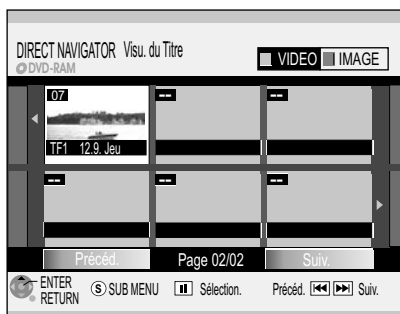 DIRECT NAVIGATOR Visu. du Titre
DVD-RAM
VIDEO IMAGE
07 -- --
TF1 12.9. Jeu
-- -- --
Précéd. Page 02/02 Suiv.
ENTER
RETURN
S SUB MENU Sélection. Précéd. Suiv.